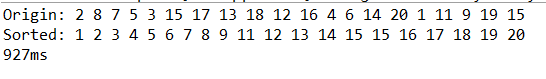 Origin: 2 8 7 5 3 15 17 13 18 12 16 4 6 14 20 1 11 9 19 15
Sorted: 1 2 3 4 5 6 7 8 9 11 12 13 14 15 15 16 17 18 19 20
927ms